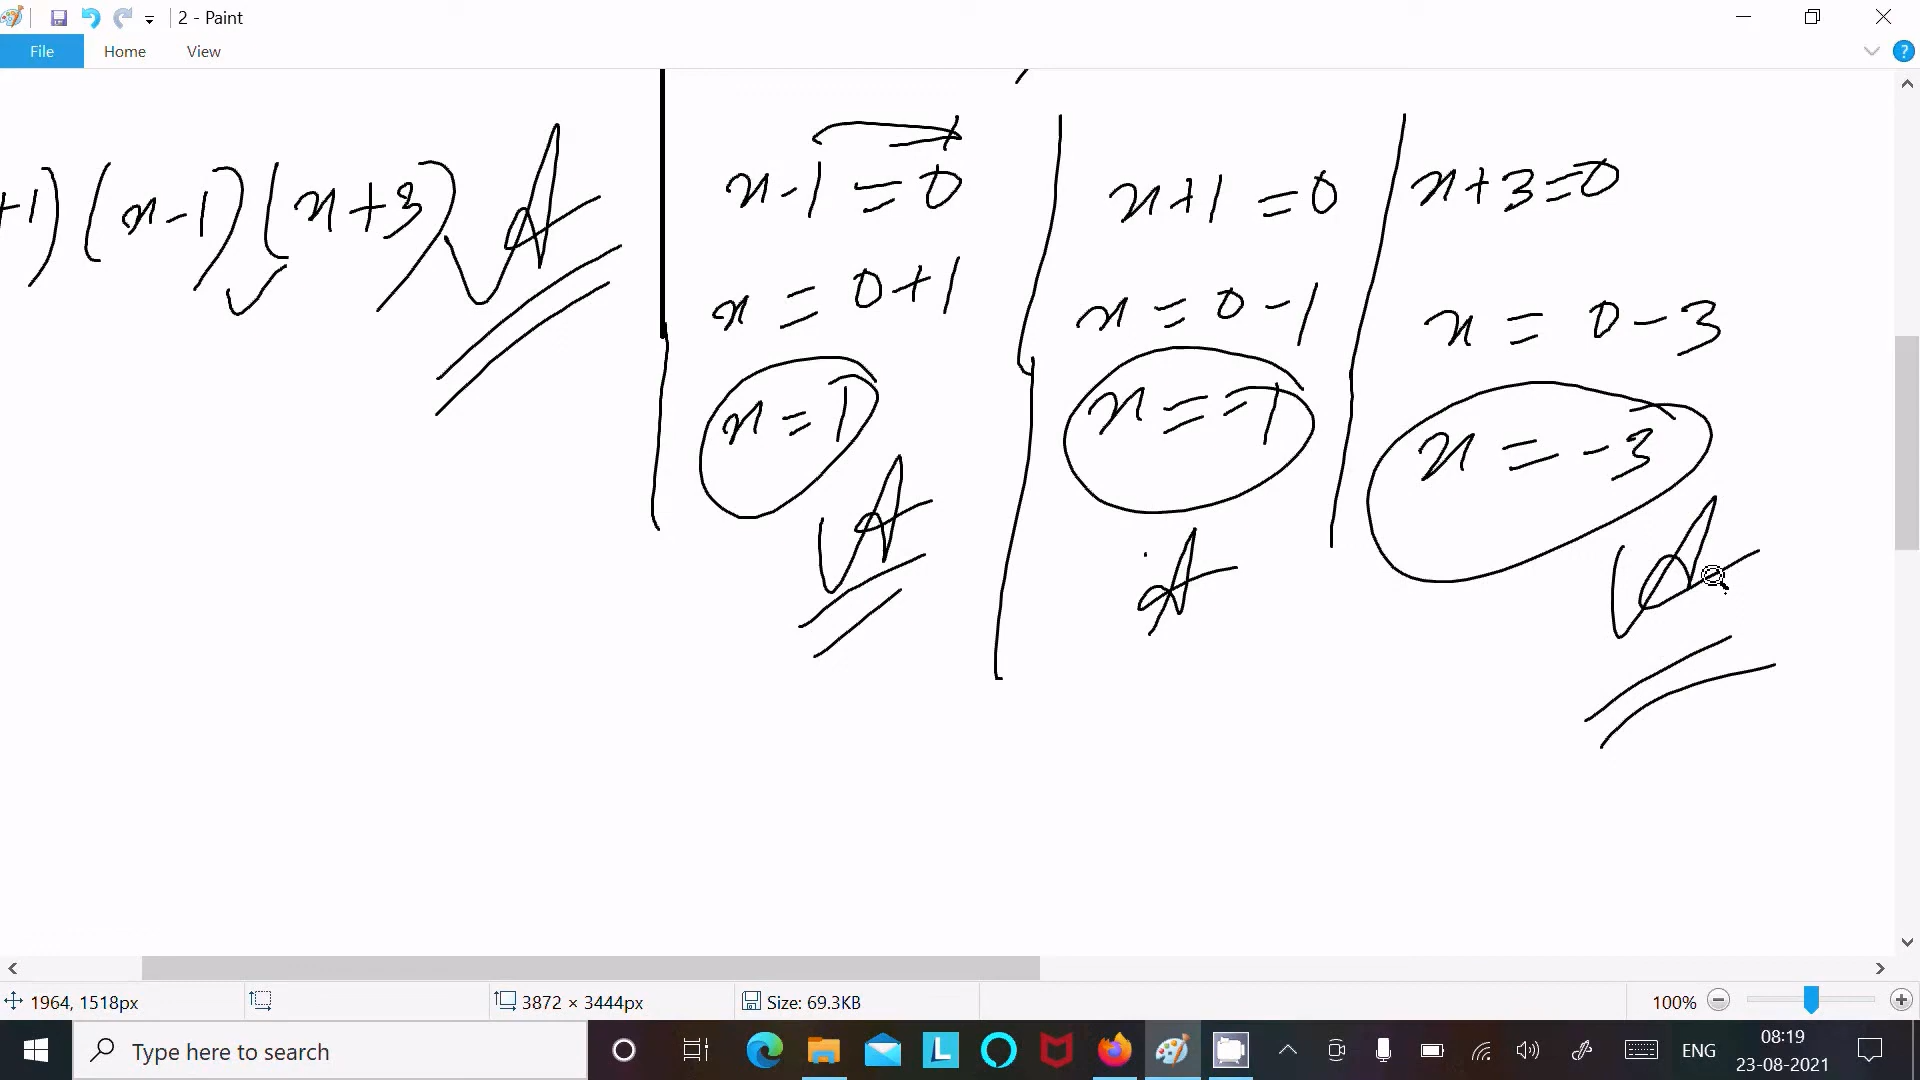 2 - Paint
File Home View
+1) (x-1) (x+3) A
x-1=0
x=0+1
x=1
A
x+1=0
x=0-1
x=-1
A
x+3=0
x=0-3
x=-3
A
1964, 1518px 3872 × 3444px Size: 69.3KB 100%
Type here to search
ENG
08:19
23-08-2021